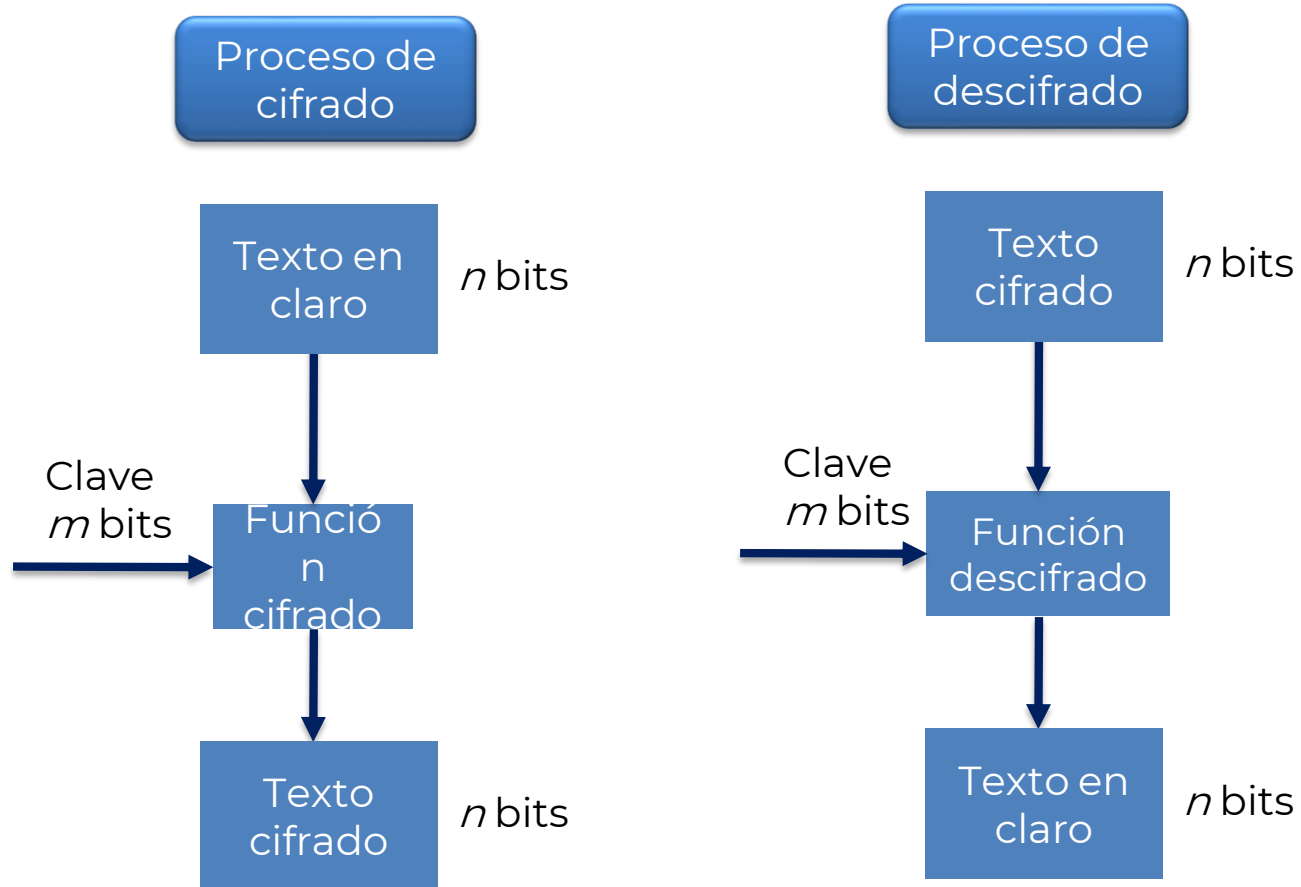 Proceso de
cifrado
Texto en
claro
n bits
Clave
m bits
Funció
n
cifrado
Texto
cifrado
n bits
Proceso de
descifrado
Texto
cifrado
n bits
Clave
m bits
Función
descifrado
Texto en
claro
n bits